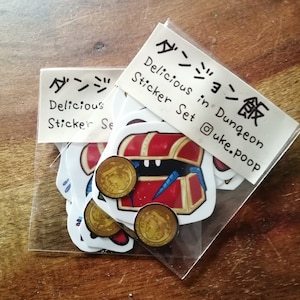 ダンジ
Delicious
Sticker Se
ダンジョン飯
Delicious in Dungeon
Sticker Set @uke.poop